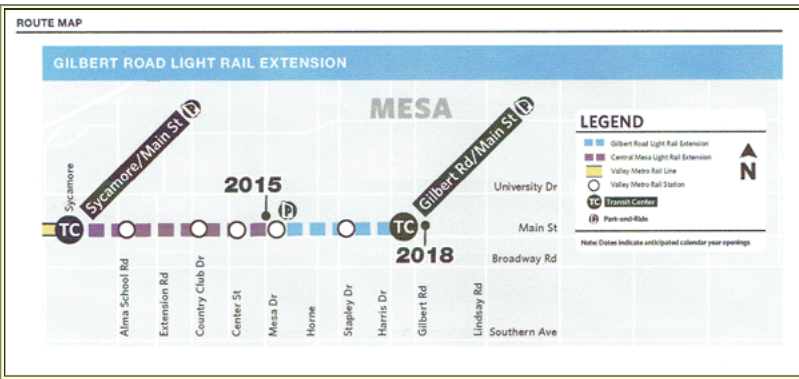 ROUTE MAP
GILBERT ROAD LIGHT RAIL EXTENSION
MESA
Sycamore
Sycamore/Main St
P
Gilbert Rd/Main St
P
LEGEND
Gilbert Road Light Rail Extension
Central Mesa Light Rail Extension
Valley Metro Rail Line
Valley Metro Rail Station
TC Transit Center
P Park-and-Ride
Note: Dates indicate anticipated calendar year openings
N
2015
P
University Dr
TC
TC
Main St
2018
Broadway Rd
Alma School Rd
Extension Rd
Country Club Dr
Center St
Mesa Dr
Horne
Stapley Dr
Harris Dr
Gilbert Rd
Lindsay Rd
Southern Ave